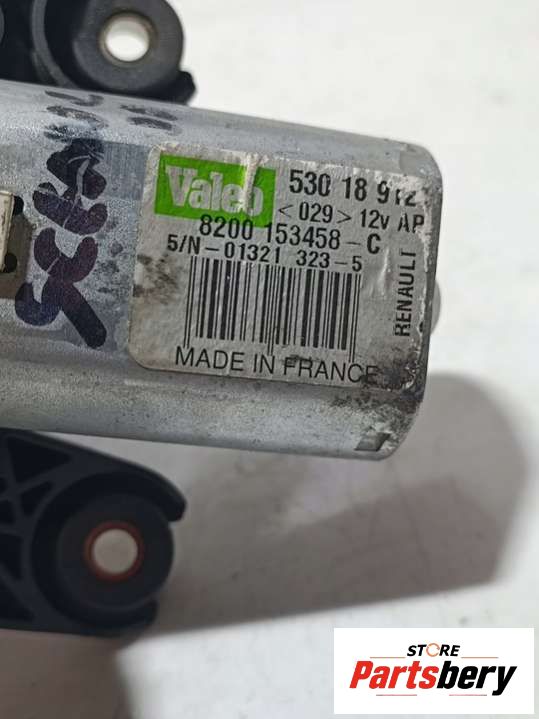 Valeo 530 18 912
<029> 12v AP
8200 153458-C
S/N-01321 323-5
RENAULT
MADE IN FRANCE
STORE
Partsbery